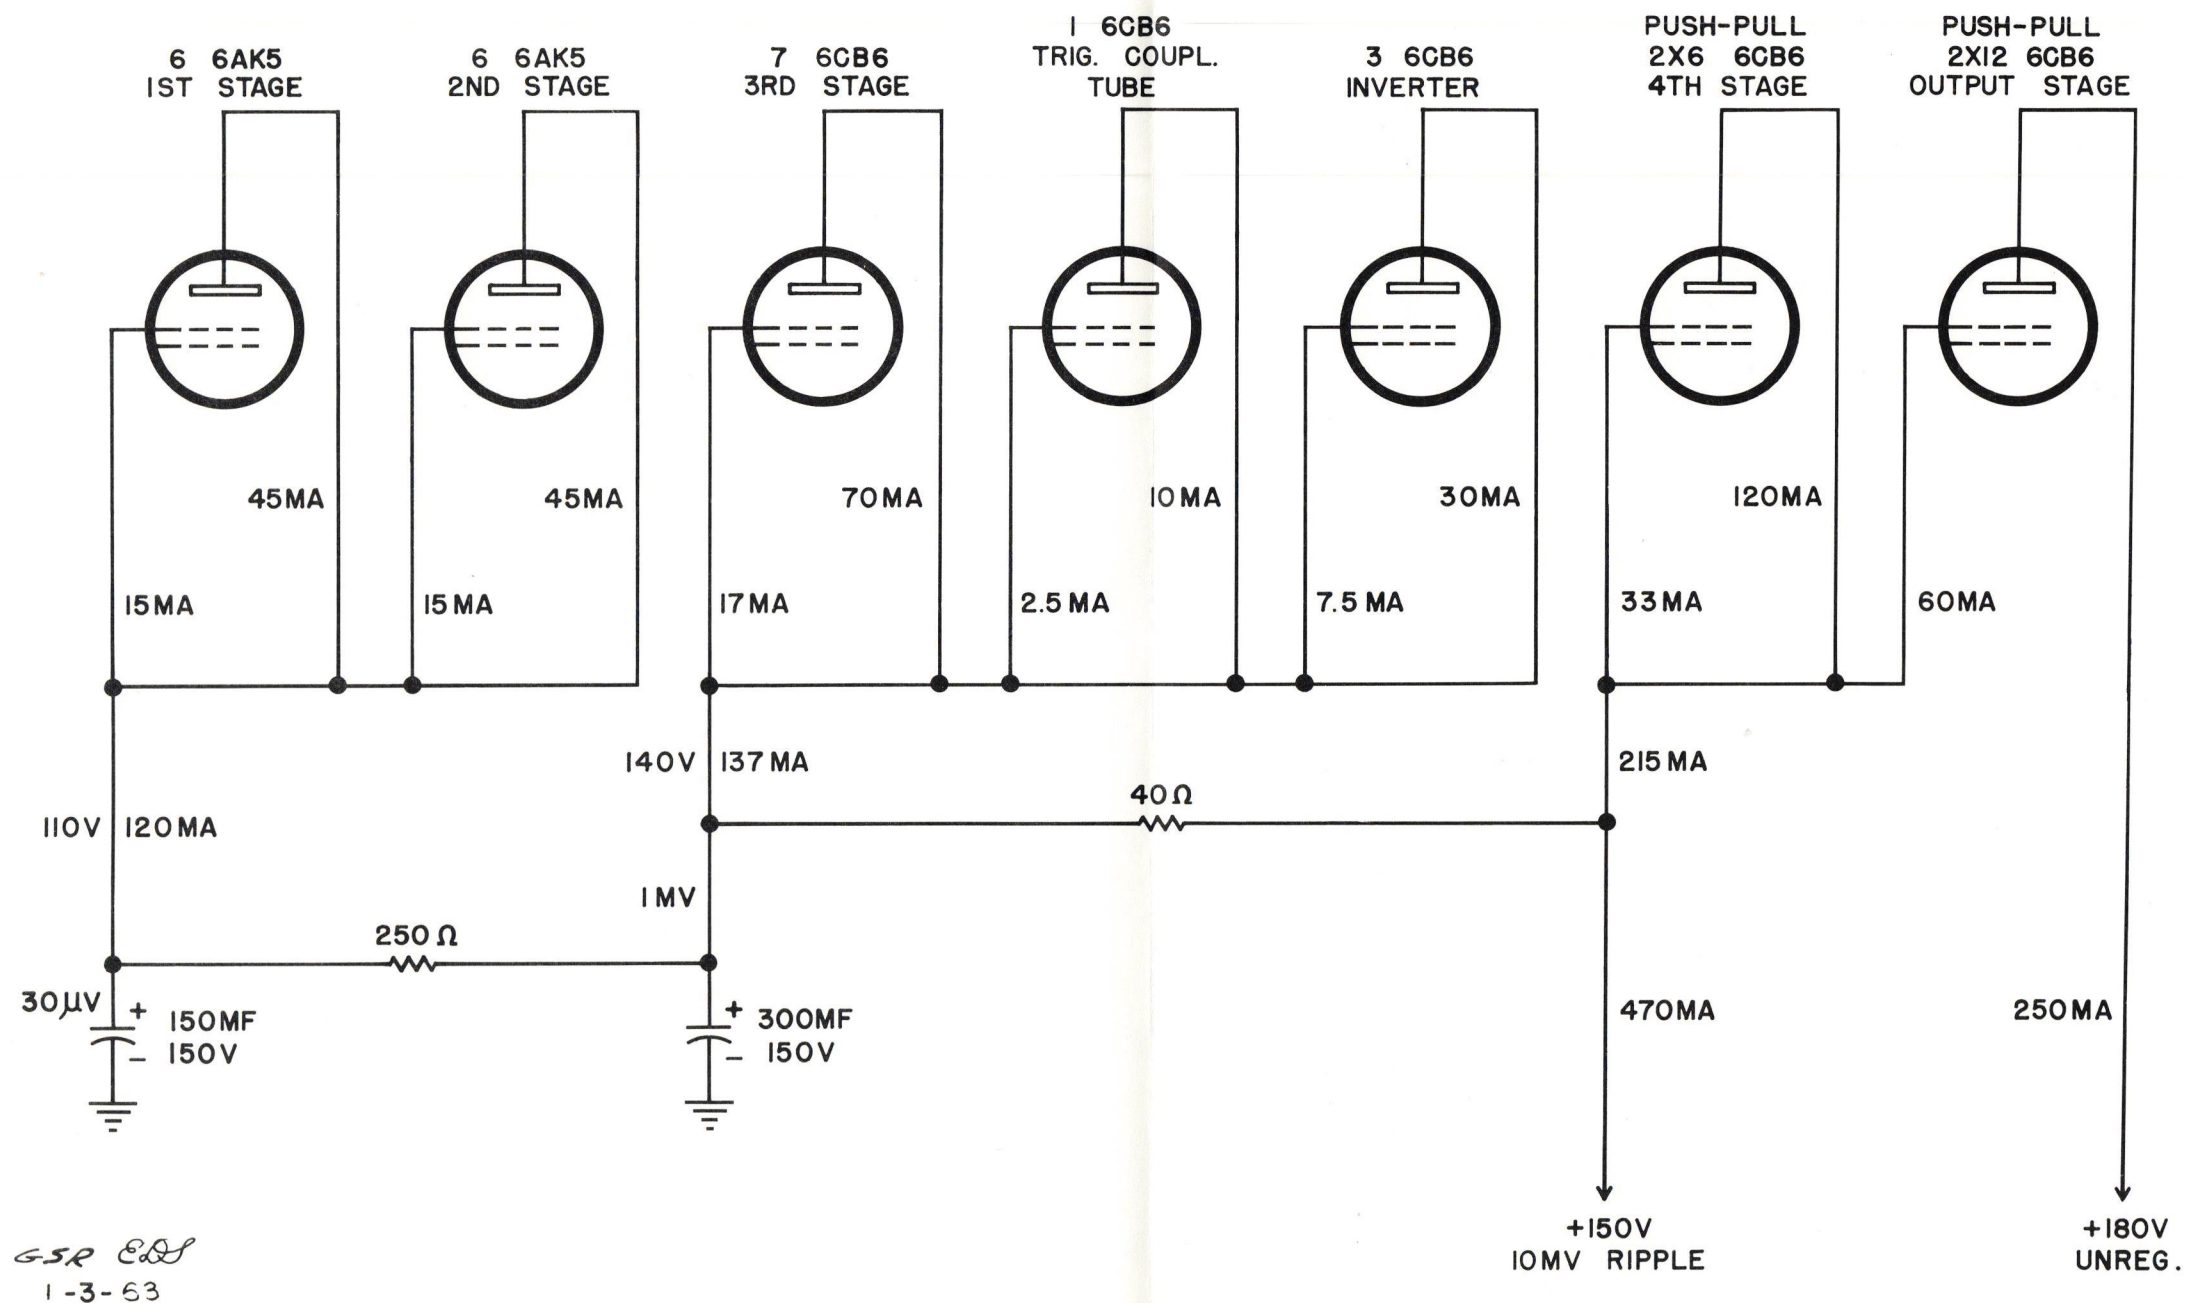 6 6AK5
1ST STAGE
6 6AK5
2ND STAGE
7 6CB6
3RD STAGE
1 6CB6
TRIG. COUPL.
TUBE
3 6CB6
INVERTER
PUSH-PULL
2X6 6CB6
4TH STAGE
PUSH-PULL
2X12 6CB6
OUTPUT STAGE
45MA
45MA
70MA
10MA
30MA
120MA
15MA
15MA
17MA
2.5MA
7.5MA
33MA
60MA
140V
137MA
215MA
40Ω
110V
120MA
1MV
250Ω
30µV
+
150MF
- 150V
+
300MF
- 150V
470MA
250MA
+150V
10MV RIPPLE
+180V
UNREG.
GSR EDS
1-3-53